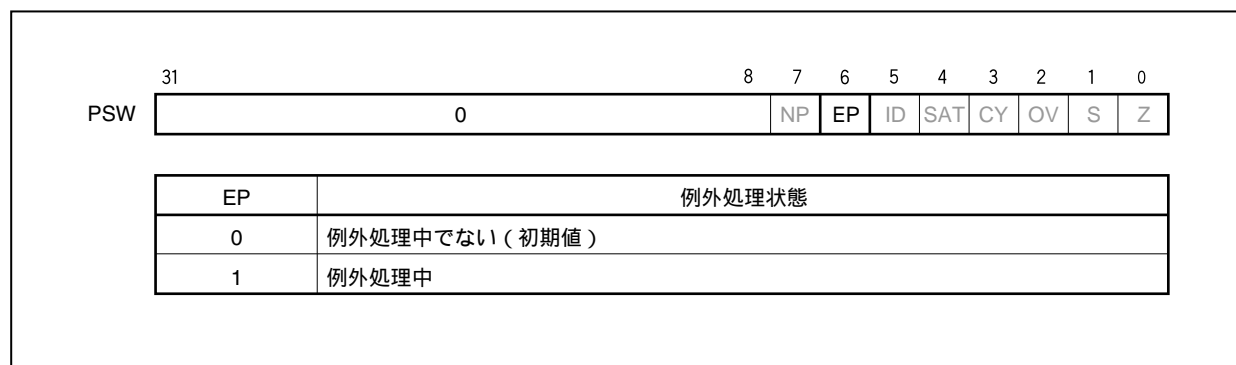 31 8 7 6 5 4 3 2 1 0
PSW 0 NP EP ID SAT CY OV S Z
EP 例外処理状態
0 例外処理中でない ( 初期値 )
1 例外処理中